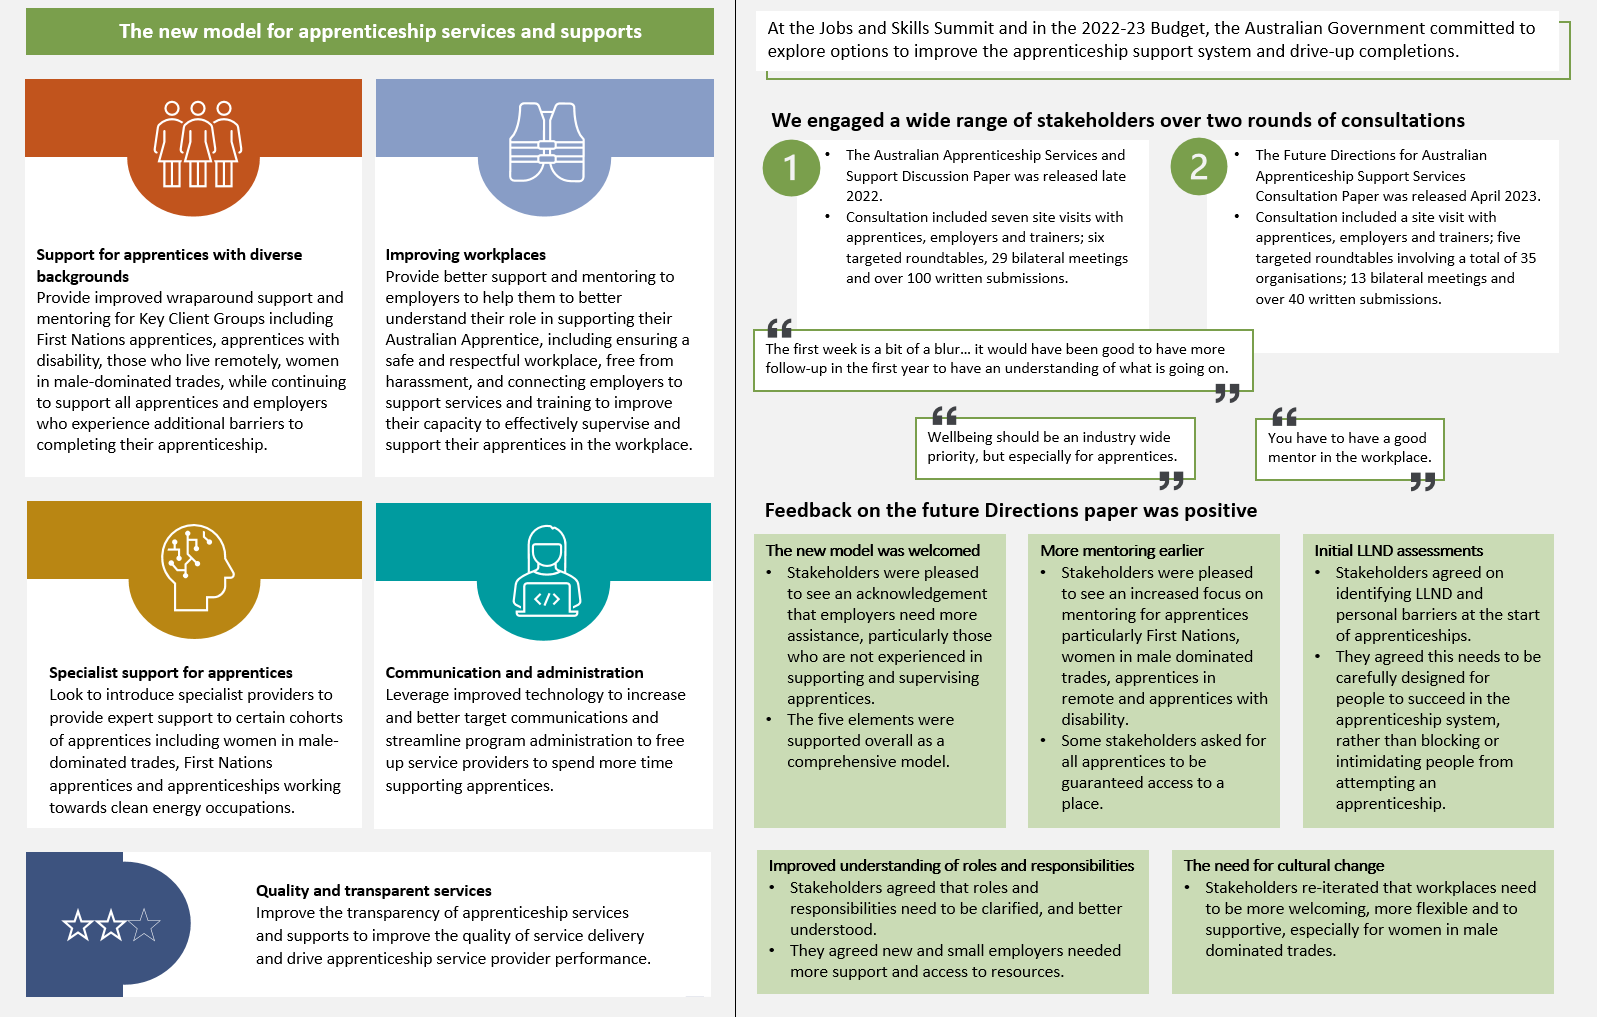 The new model for apprenticeship services and supports
Support for apprentices with diverse
backgrounds
Provide improved wraparound support and
mentoring for Key Client Groups including
First Nations apprentices, apprentices with
disability, those who live remotely, women
in male-dominated trades, while continuing
to support all apprentices and employers
who experience additional barriers to
completing their apprenticeship.
Improving workplaces
Provide better support and mentoring to
employers to help them to better
understand their role in supporting their
Australian Apprentice, including ensuring a
safe and respectful workplace, free from
harassment, and connecting employers to
support services and training to improve
their capacity to effectively supervise and
support their apprentices in the workplace.
Specialist support for apprentices
Look to introduce specialist providers to
provide expert support to certain cohorts
of apprentices including women in male-
dominated trades, First Nations
apprentices and apprenticeships working
towards clean energy occupations.
</>
Communication and administration
Leverage improved technology to increase
and better target communications and
streamline program administration to free
up service providers to spend more time
supporting apprentices.
Quality and transparent services
Improve the transparency of apprenticeship services
and supports to improve the quality of service delivery
and drive apprenticeship service provider performance.
At the Jobs and Skills Summit and in the 2022-23 Budget, the Australian Government committed to
explore options to improve the apprenticeship support system and drive-up completions.
We engaged a wide range of stakeholders over two rounds of consultations
1
• The Australian Apprenticeship Services and
Support Discussion Paper was released late
2022.
• Consultation included seven site visits with
apprentices, employers and trainers; six
targeted roundtables, 29 bilateral meetings
and over 100 written submissions.
2
• The Future Directions for Australian
Apprenticeship Support Services
Consultation Paper was released April 2023.
• Consultation included a site visit with
apprentices, employers and trainers; five
targeted roundtables involving a total of 35
organisations; 13 bilateral meetings and
over 40 written submissions.
“
The first week is a bit of a blur... it would have been good to have more
follow-up in the first year to have an understanding of what is going on.
”
“
Wellbeing should be an industry wide
priority, but especially for apprentices.
”
“
You have to have a good
mentor in the workplace.
”
Feedback on the future Directions paper was positive
The new model was welcomed
• Stakeholders were pleased
to see an acknowledgement
that employers need more
assistance, particularly those
who are not experienced in
supporting and supervising
apprentices.
• The five elements were
supported overall as a
comprehensive model.
More mentoring earlier
• Stakeholders were pleased
to see an increased focus on
mentoring for apprentices
particularly First Nations,
women in male dominated
trades, apprentices in
remote and apprentices with
disability.
• Some stakeholders asked for
all apprentices to be
guaranteed access to a
place.
Initial LLND assessments
• Stakeholders agreed on
identifying LLND and
personal barriers at the start
of apprenticeships.
• They agreed this needs to be
carefully designed for
people to succeed in the
apprenticeship system,
rather than blocking or
intimidating people from
attempting an
apprenticeship.
Improved understanding of roles and responsibilities
• Stakeholders agreed that roles and
responsibilities need to be clarified, and better
understood.
• They agreed new and small employers needed
more support and access to resources.
The need for cultural change
• Stakeholders re-iterated that workplaces need
to be more welcoming, more flexible and to
supportive, especially for women in male
dominated trades.